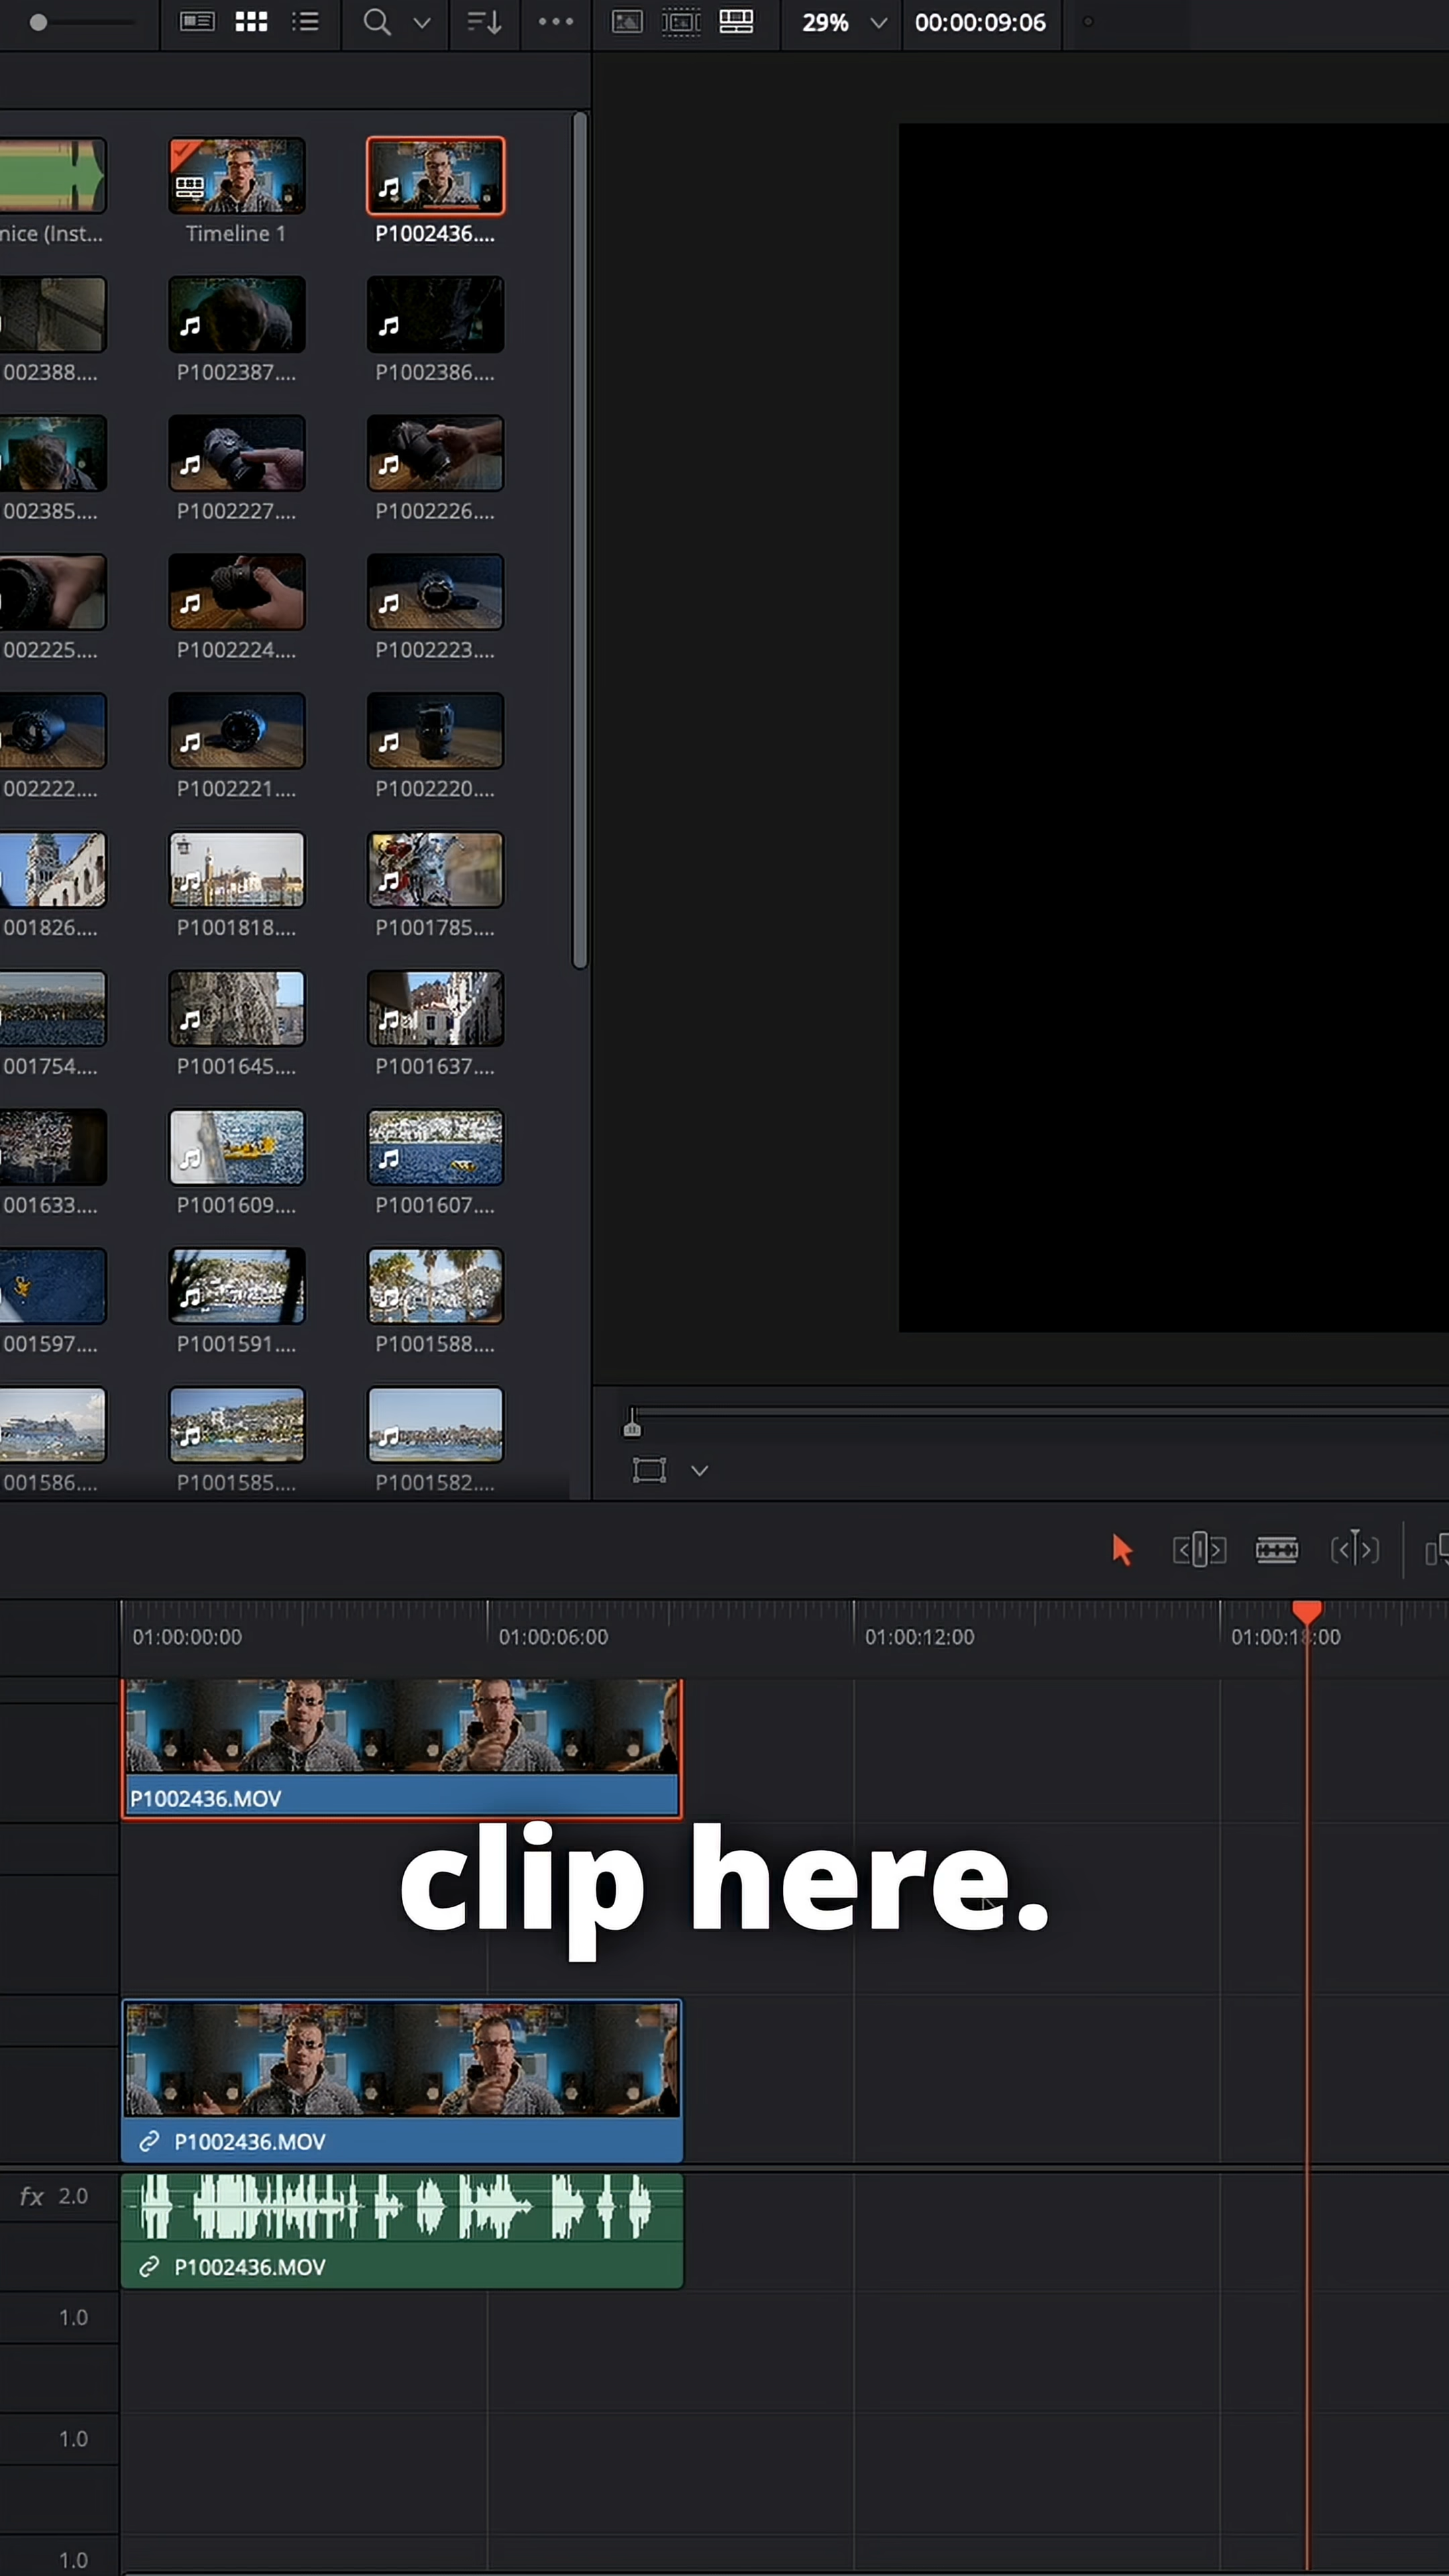 29%
00:00:09:06
nice (Inst...
Timeline 1
P1002436....
002388....
P1002387....
P1002386....
002385....
P1002227....
P1002226....
002225....
P1002224....
P1002223....
002222....
P1002221....
P1002220....
001826....
P1001818....
P1001785....
001754....
P1001645....
P1001637....
001633....
P1001609....
P1001607....
001597....
P1001591....
P1001588....
001586....
P1001585....
P1001582....
01:00:00:00
01:00:06:00
01:00:12:00
01:00:18:00
P1002436.MOV
clip here.
P1002436.MOV
fx 2.0
P1002436.MOV
1.0
1.0
1.0